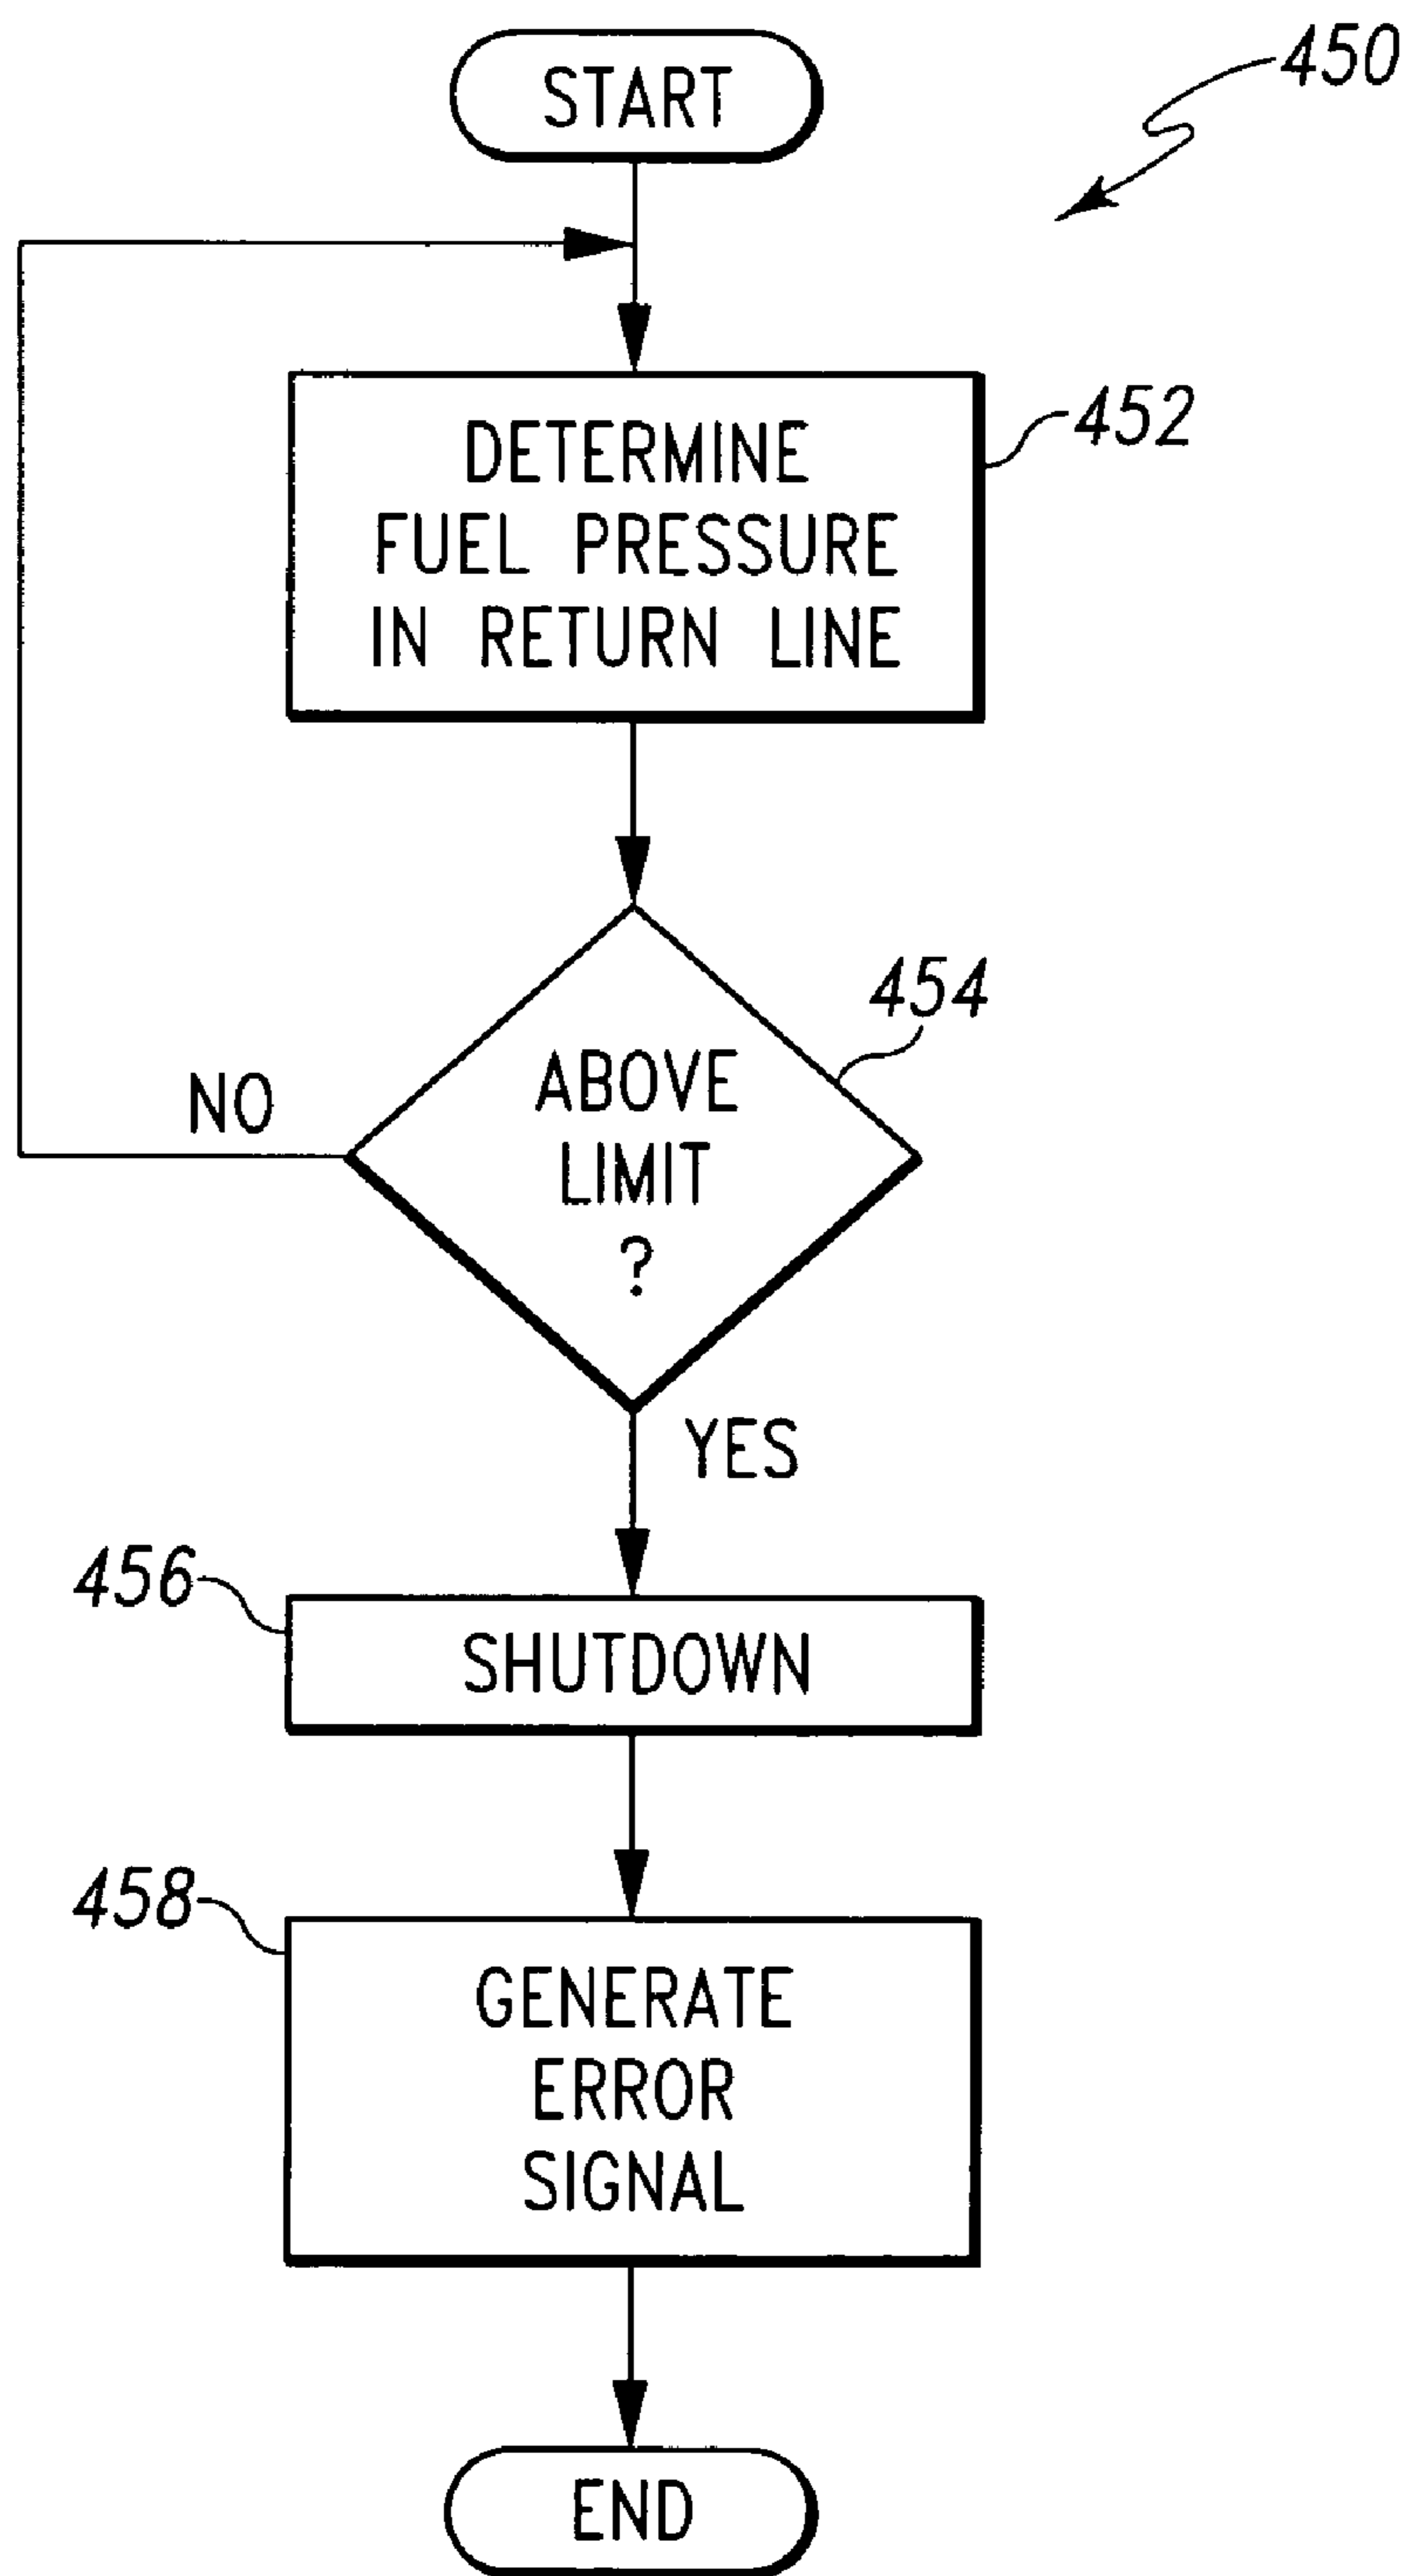 START
450
DETERMINE
FUEL PRESSURE
IN RETURN LINE
452
454
ABOVE
LIMIT
?
NO
YES
456
SHUTDOWN
458
GENERATE
ERROR
SIGNAL
END